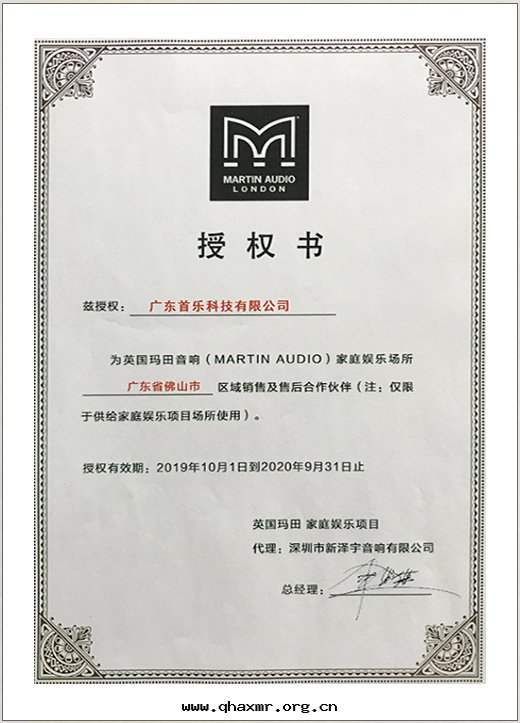 MARTIN AUDIO
LONDON
授权书
兹授权： 广东首乐科技有限公司
为英国玛田音响（MARTIN AUDIO）家庭娱乐场所
广东省佛山市 区域销售及售后合作伙伴（注：仅限
于供给家庭娱乐项目场所使用）。
授权有效期：2019年10月1日到2020年9月31日止
英国玛田 家庭娱乐项目
代理：深圳市新泽宇音响有限公司
总经理：
www.qhaxmr.org.cn